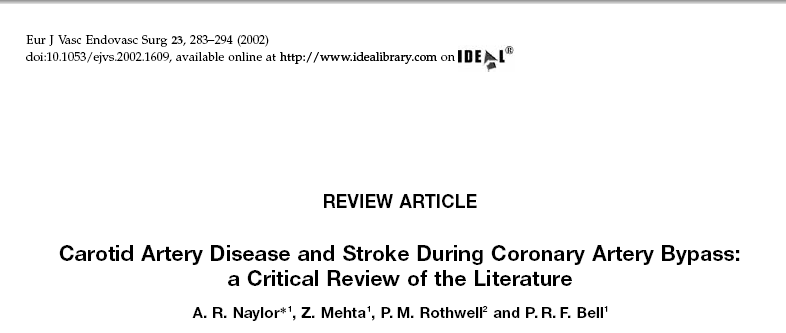 Eur J Vasc Endovasc Surg 23, 283–294 (2002)
doi:10.1053/ejvs.2002.1609, available online at http://www.idealibrary.com on IDEAL®
REVIEW ARTICLE
Carotid Artery Disease and Stroke During Coronary Artery Bypass:
a Critical Review of the Literature
A. R. Naylor*¹, Z. Mehta¹, P. M. Rothwell² and P. R. F. Bell¹